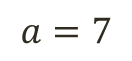 a = 7